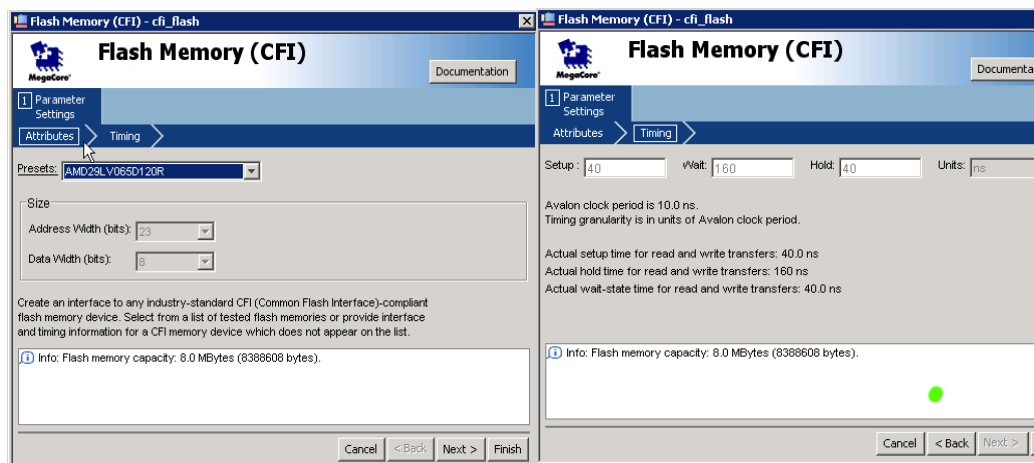 Flash Memory (CFI) - cfi_flash
Flash Memory (CFI)
MegaCore'
Documentation
1 Parameter
Settings
Attributes
Timing
Presets: AMD29LV065D120R
Size
Address Width (bits): 23
Data Width (bits): 8
Create an interface to any industry-standard CFI (Common Flash Interface)-compliant
flash memory device. Select from a list of tested flash memories or provide interface
and timing information for a CFI memory device which does not appear on the list.
Info: Flash memory capacity: 8.0 MBytes (8388608 bytes).
Cancel < Back Next > Finish
Flash Memory (CFI) - cfi_flash
Flash Memory (CFI)
MegaCore'
Documenta
1 Parameter
Settings
Attributes
Timing
Setup : 40 Wait: 160 Hold: 40 Units: ns
Avalon clock period is 10.0 ns.
Timing granularity is in units of Avalon clock period.
Actual setup time for read and write transfers: 40.0 ns
Actual hold time for read and write transfers: 160 ns
Actual wait-state time for read and write transfers: 40.0 ns
Info: Flash memory capacity: 8.0 MBytes (8388608 bytes).
Cancel < Back Next >